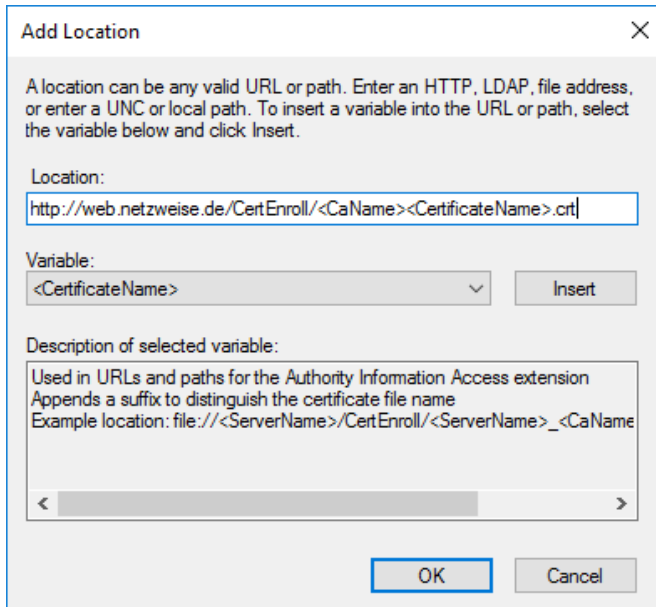 Add Location
A location can be any valid URL or path. Enter an HTTP, LDAP, file address,
or enter a UNC or local path. To insert a variable into the URL or path, select
the variable below and click Insert.
Location:
http://web.netzweise.de/CertEnroll/<CaName><CertificateName>.crt
Variable:
<CertificateName>
Insert
Description of selected variable:
Used in URLs and paths for the Authority Information Access extension
Appends a suffix to distinguish the certificate file name
Example location: file://<ServerName>/CertEnroll/<ServerName>_<CaName
OK
Cancel